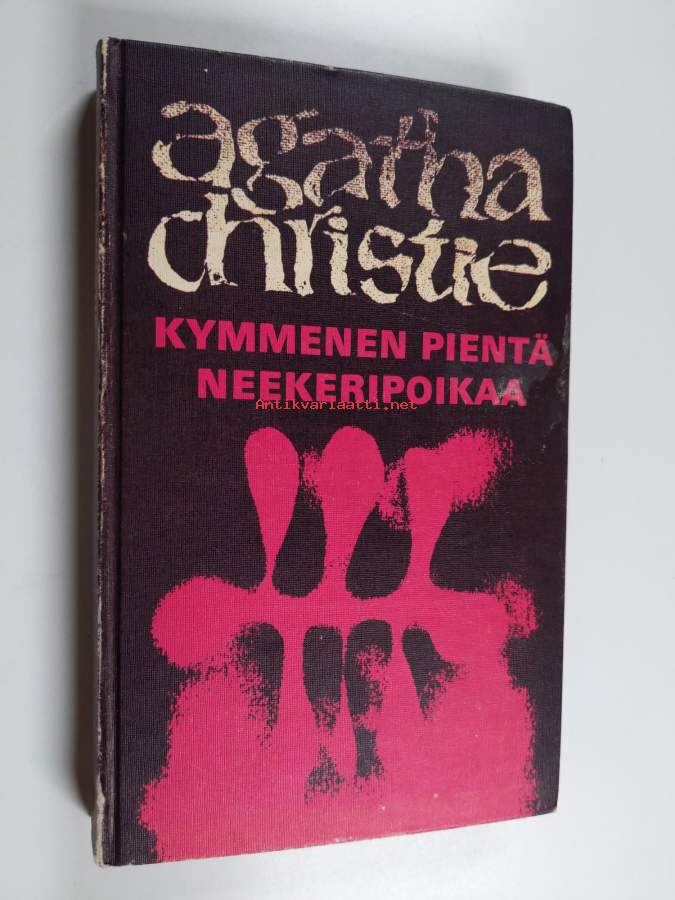 agatha
christie
KYMMENEN PIENTÄ
NEEKERIPOIKAA
Antikvariaatti.net